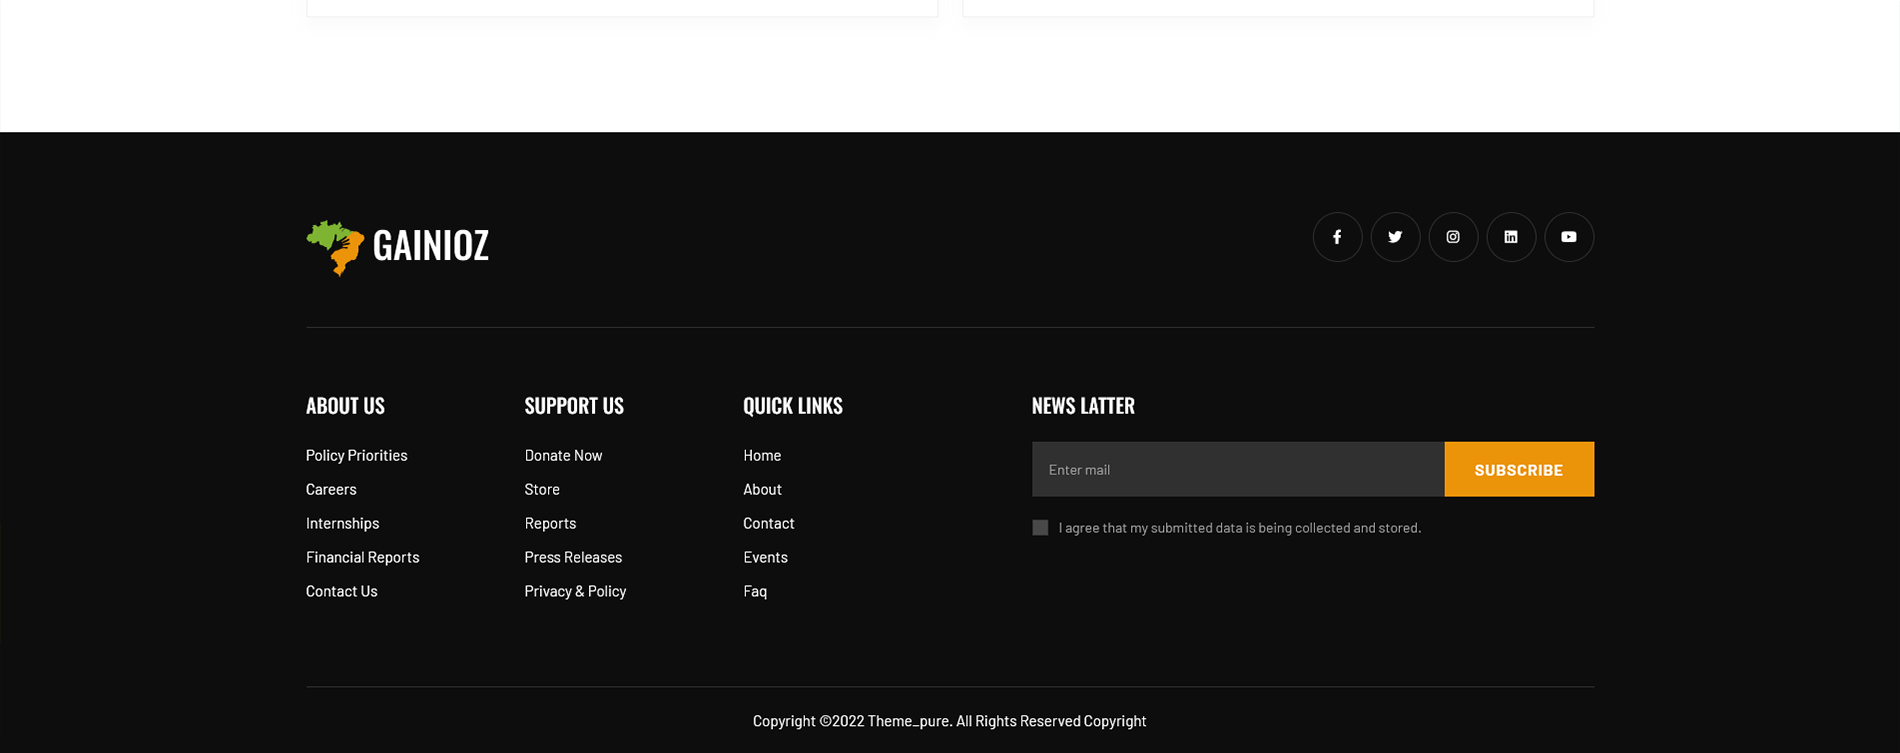 GAINIOZ
ABOUT US
Policy Priorities
Careers
Internships
Financial Reports
Contact Us
SUPPORT US
Donate Now
Store
Reports
Press Releases
Privacy & Policy
QUICK LINKS
Home
About
Contact
Events
Faq
NEWS LATTER
Enter mail
SUBSCRIBE
I agree that my submitted data is being collected and stored.
Copyright ©2022 Theme_pure. All Rights Reserved Copyright